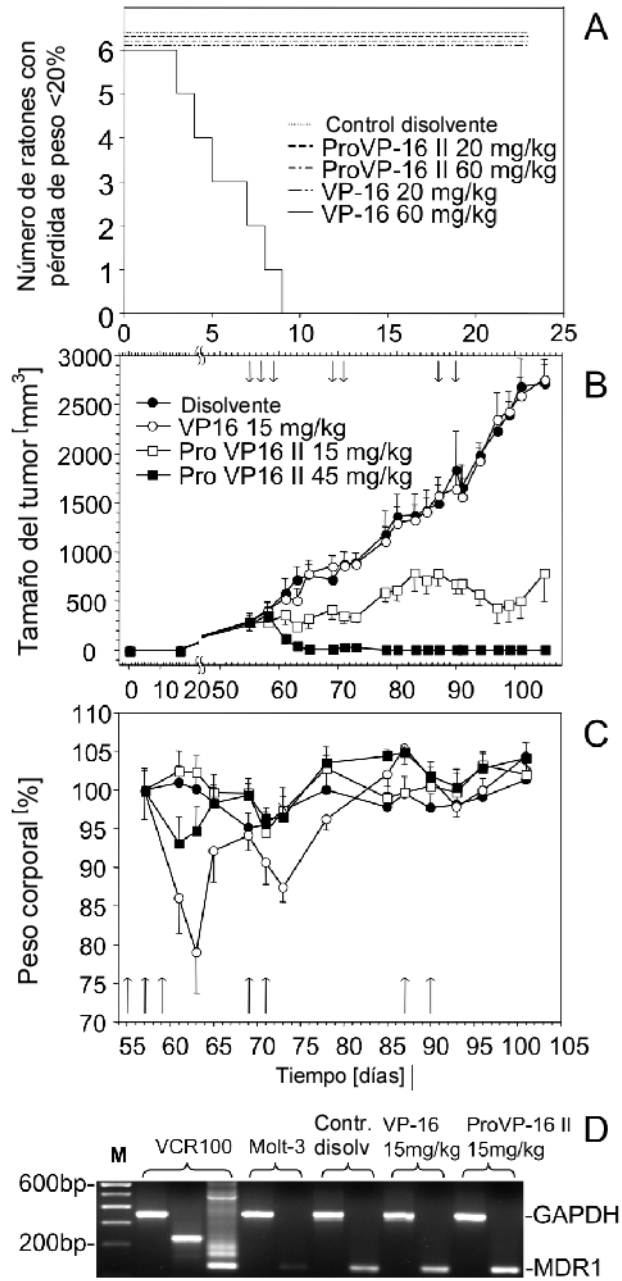 A
Número de ratones con
pérdida de peso <20%
6
5
4
3
2
1
0
Control disolvente
ProVP-16 II 20 mg/kg
ProVP-16 II 60 mg/kg
VP-16 20 mg/kg
VP-16 60 mg/kg
0 5 10 15 20 25
B
Tamaño del tumor [mm³]
3000
2500
2000
1500
1000
500
0
Disolvente
VP16 15 mg/kg
Pro VP16 II 15 mg/kg
Pro VP16 II 45 mg/kg
0 10 20 50 60 70 80 90 100
C
Peso corporal [%]
110
105
100
95
90
85
80
75
70
55 60 65 70 75 80 85 90 95 100 105
Tiempo [días]
D
M
VCR100
Molt-3
Contr.
disolv
VP-16
15mg/kg
ProVP-16 II
15mg/kg
600bp-
200bp-
-GAPDH
-MDR1